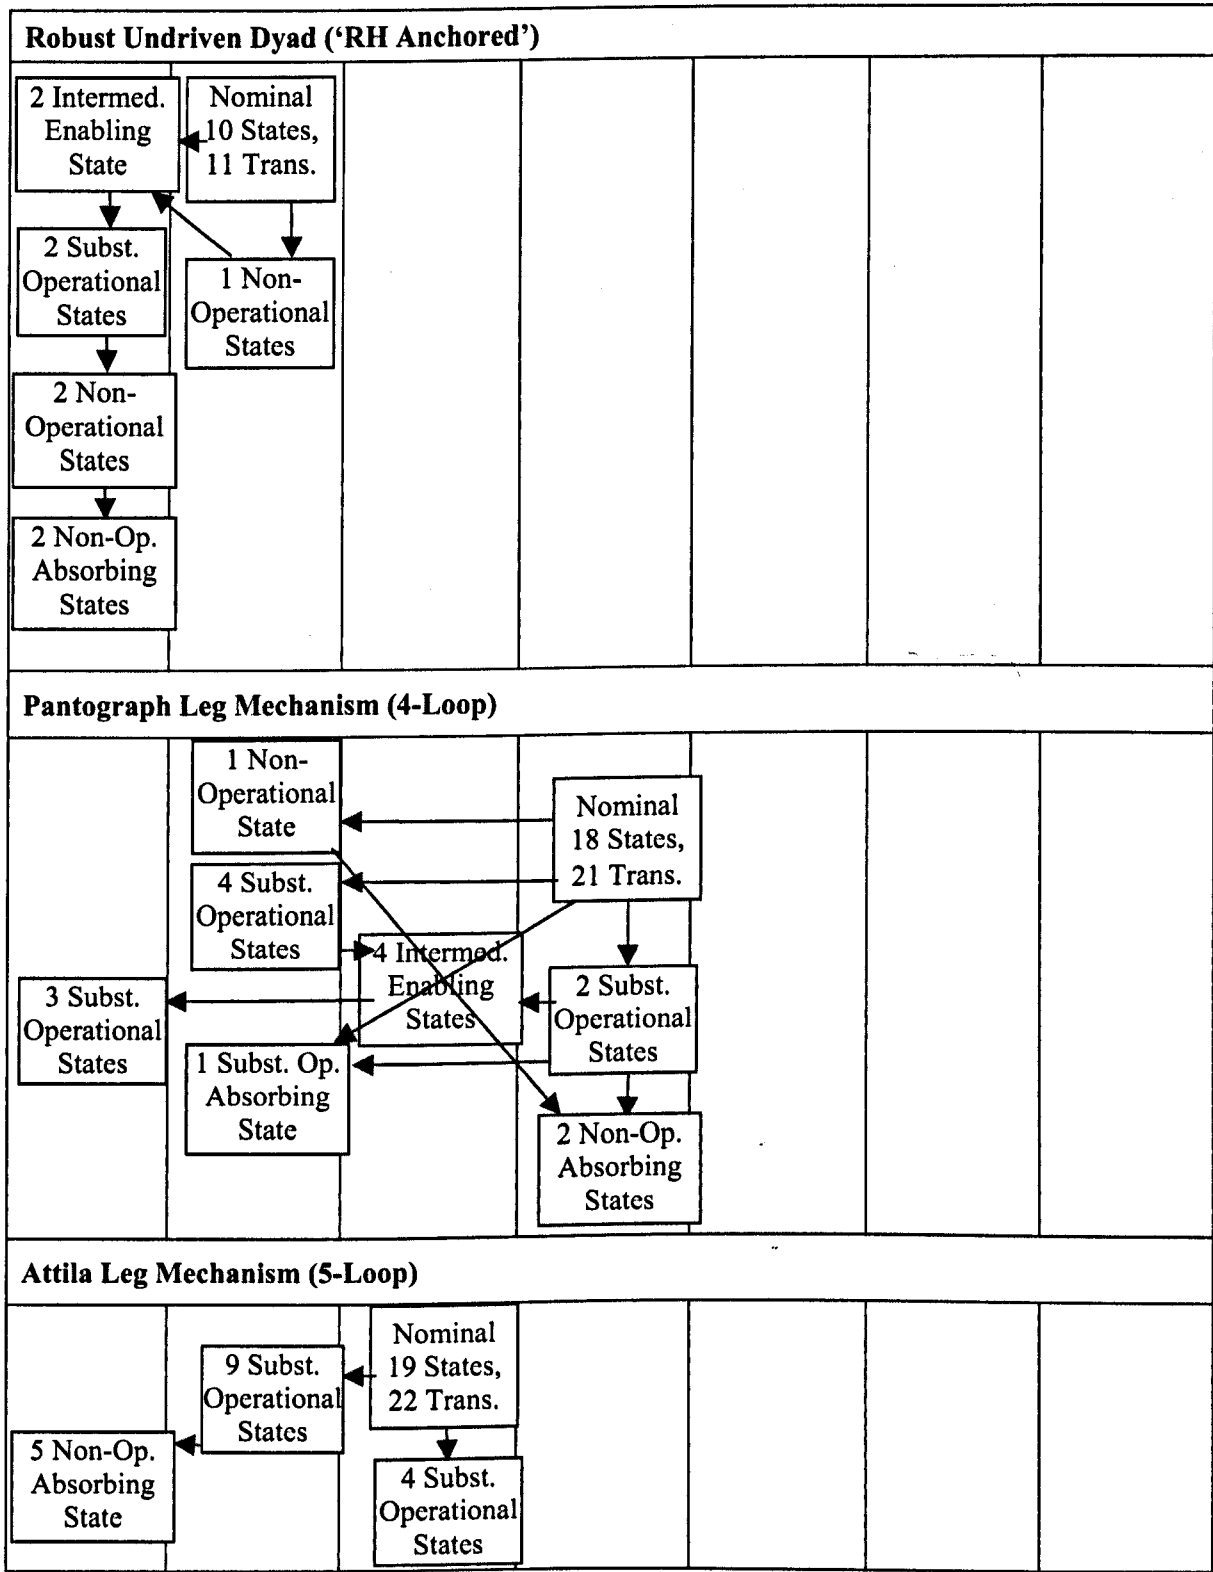 Robust Undriven Dyad (‘RH Anchored’)
2 Intermed.
Enabling
State
Nominal
10 States,
11 Trans.
2 Subst.
Operational
States
1 Non-
Operational
States
2 Non-
Operational
States
2 Non-Op.
Absorbing
States
Pantograph Leg Mechanism (4-Loop)
1 Non-
Operational
State
Nominal
18 States,
21 Trans.
4 Subst.
Operational
States
4 Intermed.
Enabling
States
3 Subst.
Operational
States
2 Subst.
Operational
States
1 Subst. Op.
Absorbing
State
2 Non-Op.
Absorbing
States
Attila Leg Mechanism (5-Loop)
Nominal
19 States,
22 Trans.
9 Subst.
Operational
States
5 Non-Op.
Absorbing
State
4 Subst.
Operational
States